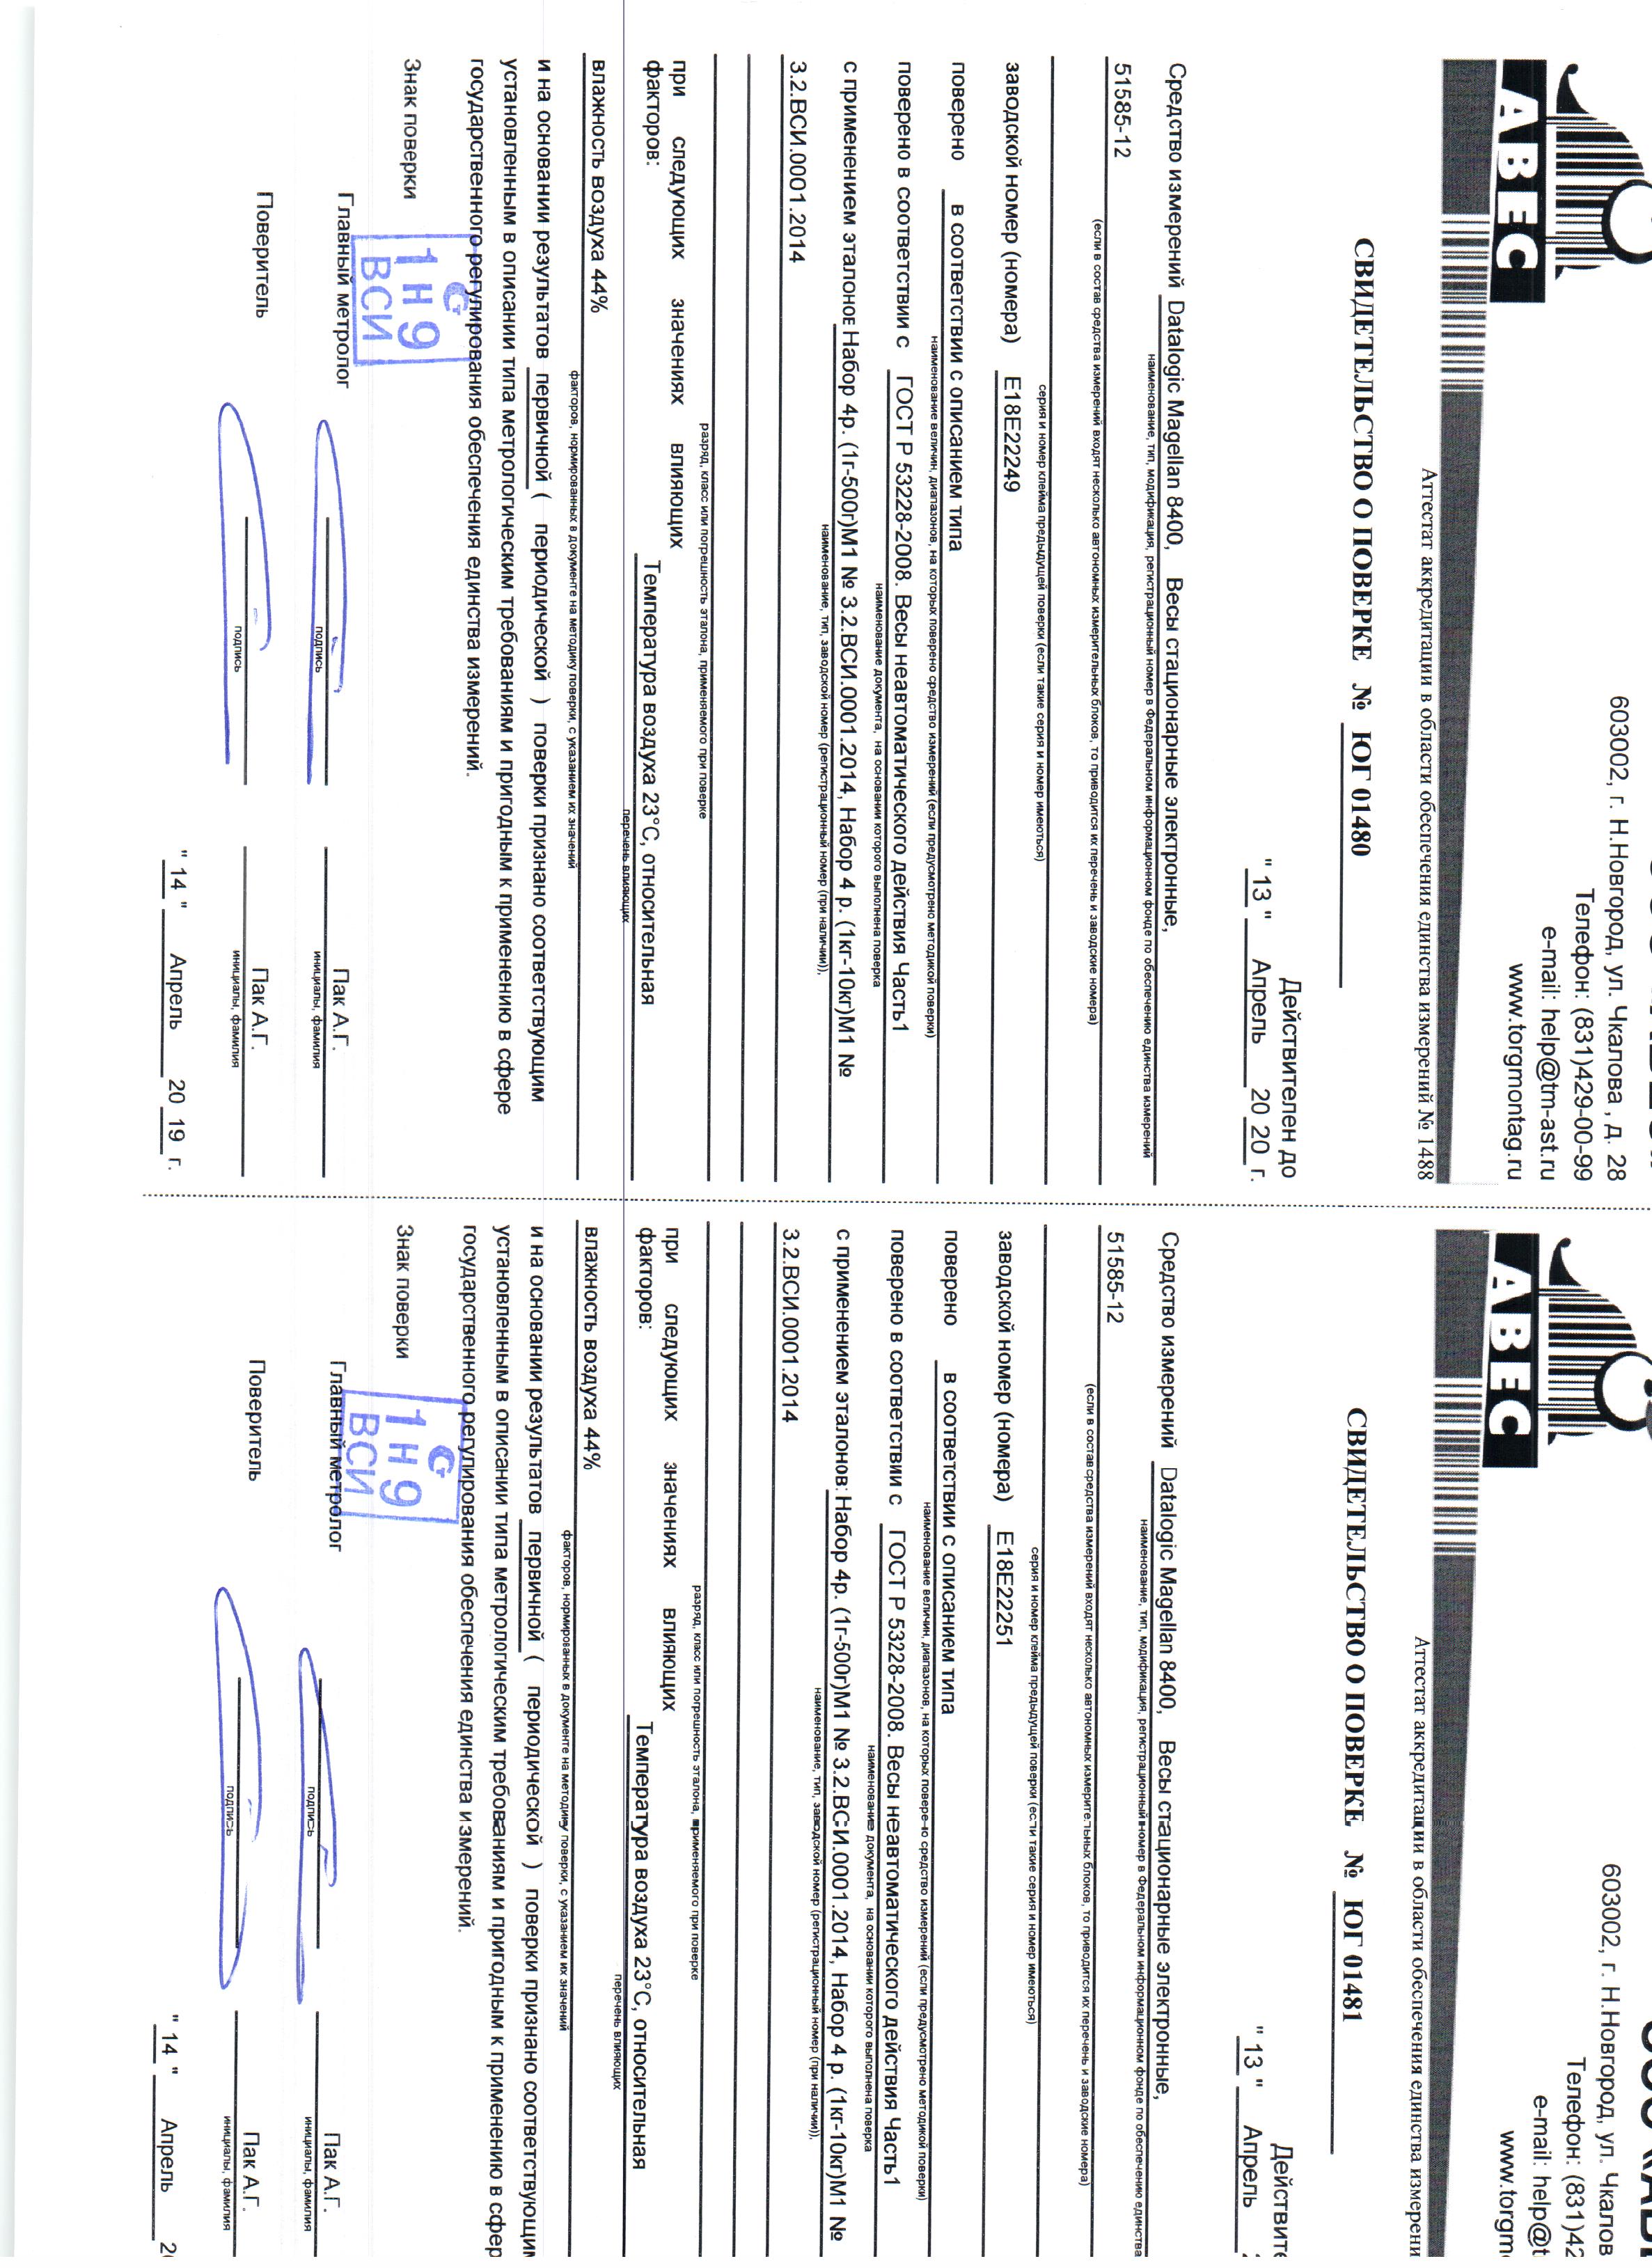 ООО «АВЕС»
603002, г. Н.Новгород, ул. Чкалова , д. 28
Телефон: (831)429-00-99
e-mail: help@tm-ast.ru
www.torgmontag.ru
АВЕС
Аттестат аккредитации в области обеспечения единства измерений № 1488
СВИДЕТЕЛЬСТВО О ПОВЕРКЕ № ЮГ 01480
Действителен до
" 13 " Апрель 20 20 г.
Средство измерений Datalogic Magellan 8400, Весы стационарные электронные,
наименование, тип, модификация, регистрационный номер в Федеральном информационном фонде по обеспечению единства измерений
51585-12
(если в состав средства измерений входят несколько автономных измерительных блоков, то приводится их перечень и заводские номера)
серия и номер клейма предыдущей поверки (если такие серия и номер имеються)
заводской номер (номера) E18E22249
поверено в соответствии с описанием типа
наименование величин, диапазонов, на которых поверено средство измерений (если предусмотрено методикой поверки)
поверено в соответствии с ГОСТ Р 53228-2008. Весы неавтоматического действия Часть1
наименование документа, на основании которого выполнена поверка
с применением эталонов Набор 4р. (1г-500г)М1 № 3.2.ВСИ.0001.2014, Набор 4 р. (1кг-10кг)М1 №
наименование, тип, заводской номер (регистрационный номер (при наличии)),
3.2.ВСИ.0001.2014
разряд, класс или погрешность эталона, применяемого при поверке
при следующих значениях влияющих
факторов: Температура воздуха 23°С, относительная
перечень влияющих
влажность воздуха 44%
факторов, нормированных в документе на методику поверки, с указанием их значений
и на основании результатов первичной ( периодической ) поверки признано соответствующим
установленным в описании типа метрологическим требованиям и пригодным к применению в сфере
государственного регулирования обеспечения единства измерений.
Знак поверки
1 Н 9
ВСИ
Главный метролог Пак А.Г.
подпись инициалы, фамилия
Поверитель Пак А.Г.
подпись инициалы, фамилия
" 14 " Апрель 20 19 г.
ООО «АВЕ
603002, г. Н.Новгород, ул. Чкалов
Телефон: (831)42
e-mail: help@t
www.torgm
АВЕС
Аттестат аккредитации в области обеспечения единства измерени
СВИДЕТЕЛЬСТВО О ПОВЕРКЕ № ЮГ 01481
Действите
" 13 " Апрель 2
Средство измерений Datalogic Magellan 8400, Весы стационарные электронные,
наименование, тип, модификация, регистрационный номер в Федеральном информационном фонде по обеспечению единства
51585-12
(если в состав средства измерений входят несколько автономных измерительных блоков, то приводится их перечень и заводские номера)
серия и номер клейма предыдущей поверки (если такие серия и номер имеються)
заводской номер (номера) E18E22251
поверено в соответствии с описанием типа
наименование величин, диапазонов, на которых поверено средство измерений (если предусмотрено методикой поверки)
поверено в соответствии с ГОСТ Р 53228-2008. Весы неавтоматического действия Часть1
наименование документа, на основании которого выполнена поверка
с применением эталонов: Набор 4р. (1г-500г)М1 № 3.2.ВСИ.0001.2014, Набор 4 р. (1кг-10кг)М1 №
наименование, тип, заводской номер (регистрационный номер (при наличии)),
3.2.ВСИ.0001.2014
разряд, класс или погрешность эталона, применяемого при поверке
при следующих значениях влияющих
факторов: Температура воздуха 23°С, относительная
перечень влияющих
влажность воздуха 44%
факторов, нормированных в документе на методику поверки, с указанием их значений
и на основании результатов первичной ( периодической ) поверки признано соответствующим
установленным в описании типа метрологическим требованиям и пригодным к применению в сфер
государственного регулирования обеспечения единства измерений.
Знак поверки
1 Н 9
ВСИ
Главный метролог Пак А.Г.
подпись инициалы, фамилия
Поверитель Пак А.Г.
подпись инициалы, фамилия
" 14 " Апрель 2